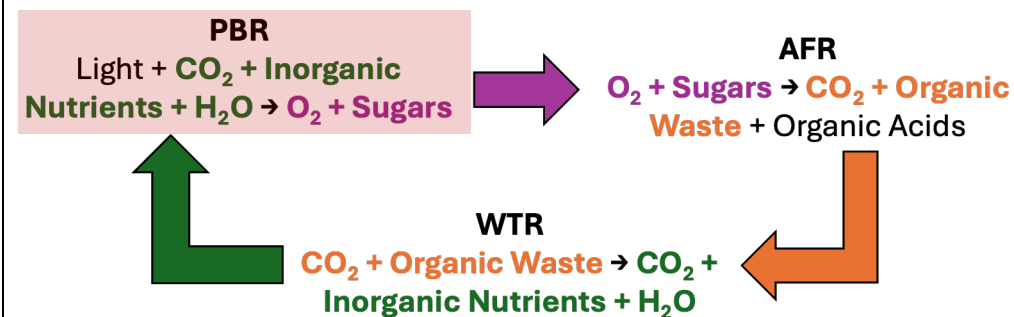 PBR
Light + CO₂ + Inorganic
Nutrients + H₂O → O₂ + Sugars
AFR
O₂ + Sugars → CO₂ + Organic
Waste + Organic Acids
WTR
CO₂ + Organic Waste → CO₂ +
Inorganic Nutrients + H₂O